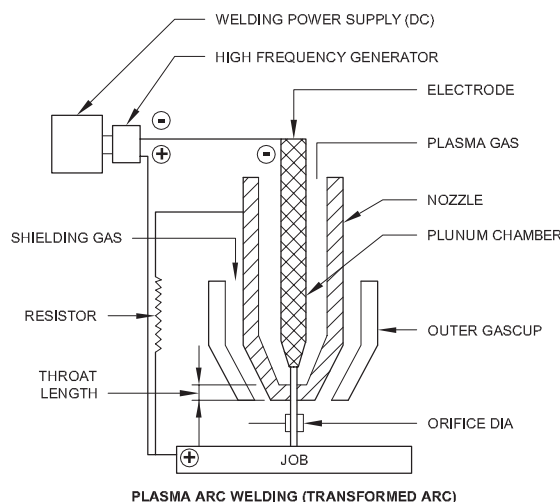 WELDING POWER SUPPLY (DC)
HIGH FREQUENCY GENERATOR
ELECTRODE
PLASMA GAS
NOZZLE
SHIELDING GAS
PLUNUM CHAMBER
RESISTOR
OUTER GASCUP
THROAT
LENGTH
ORIFICE DIA
JOB
PLASMA ARC WELDING (TRANSFORMED ARC)